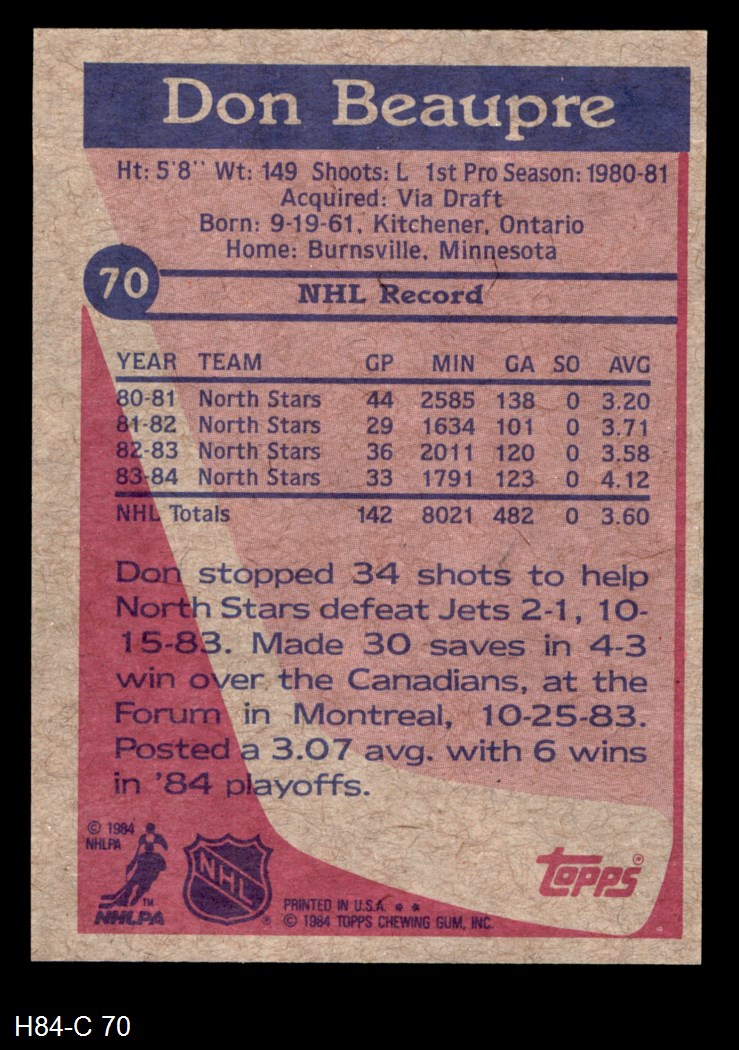 Don Beaupre
Ht: 5'8" Wt: 149 Shoots: L 1st Pro Season: 1980-81
Acquired: Via Draft
Born: 9-19-61, Kitchener, Ontario
Home: Burnsville, Minnesota
70
NHL Record
YEAR TEAM GP MIN GA SO AVG
80-81 North Stars 44 2585 138 0 3.20
81-82 North Stars 29 1634 101 0 3.71
82-83 North Stars 36 2011 120 0 3.58
83-84 North Stars 33 1791 123 0 4.12
NHL Totals 142 8021 482 0 3.60
Don stopped 34 shots to help
North Stars defeat Jets 2-1, 10-
15-83. Made 30 saves in 4-3
win over the Canadians, at the
Forum in Montreal, 10-25-83.
Posted a 3.07 avg. with 6 wins
in '84 playoffs.
© 1984
NHLPA
TM
NHLPA
NHL ®
topps ®
PRINTED IN U.S.A. * *
© 1984 TOPPS CHEWING GUM, INC.
H84-C 70